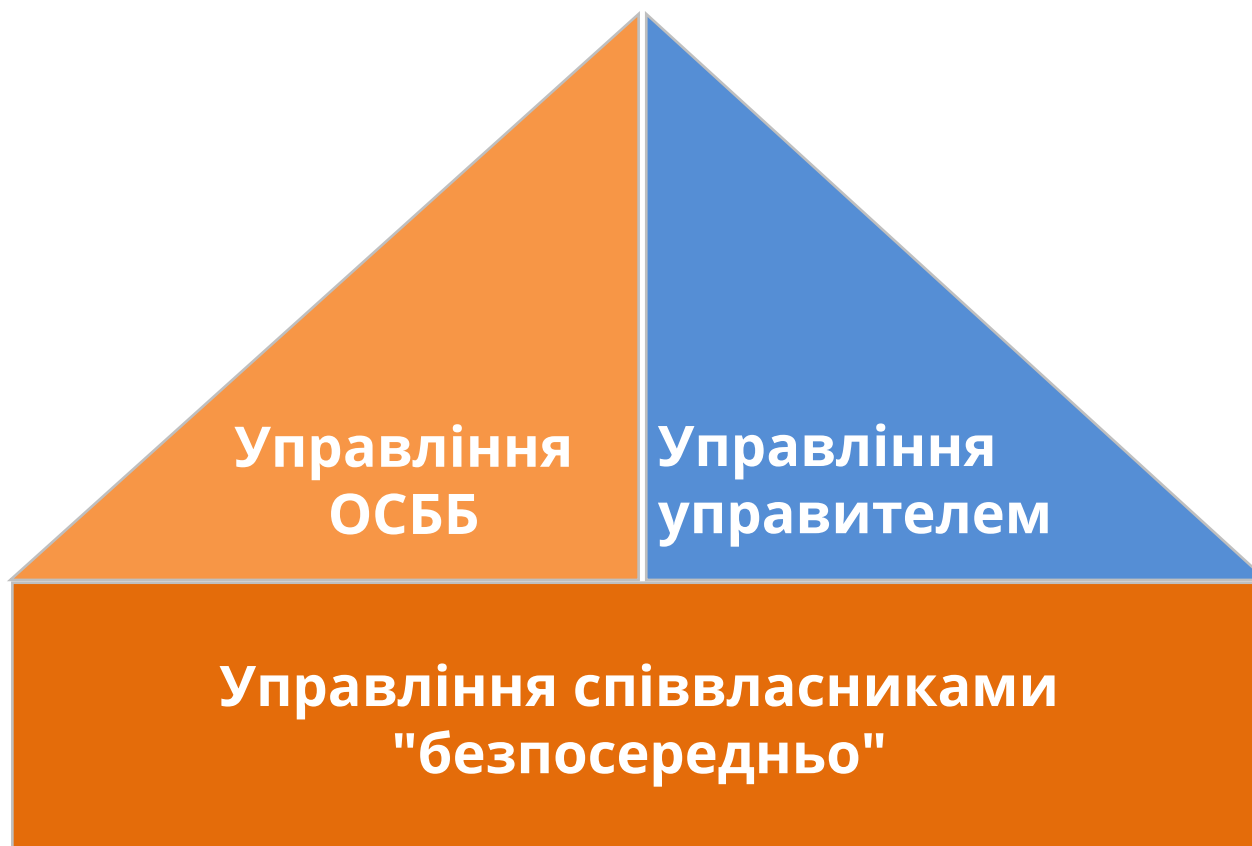 Управління
ОСББ
Управління
управителем
Управління співвласниками
"безпосередньо"